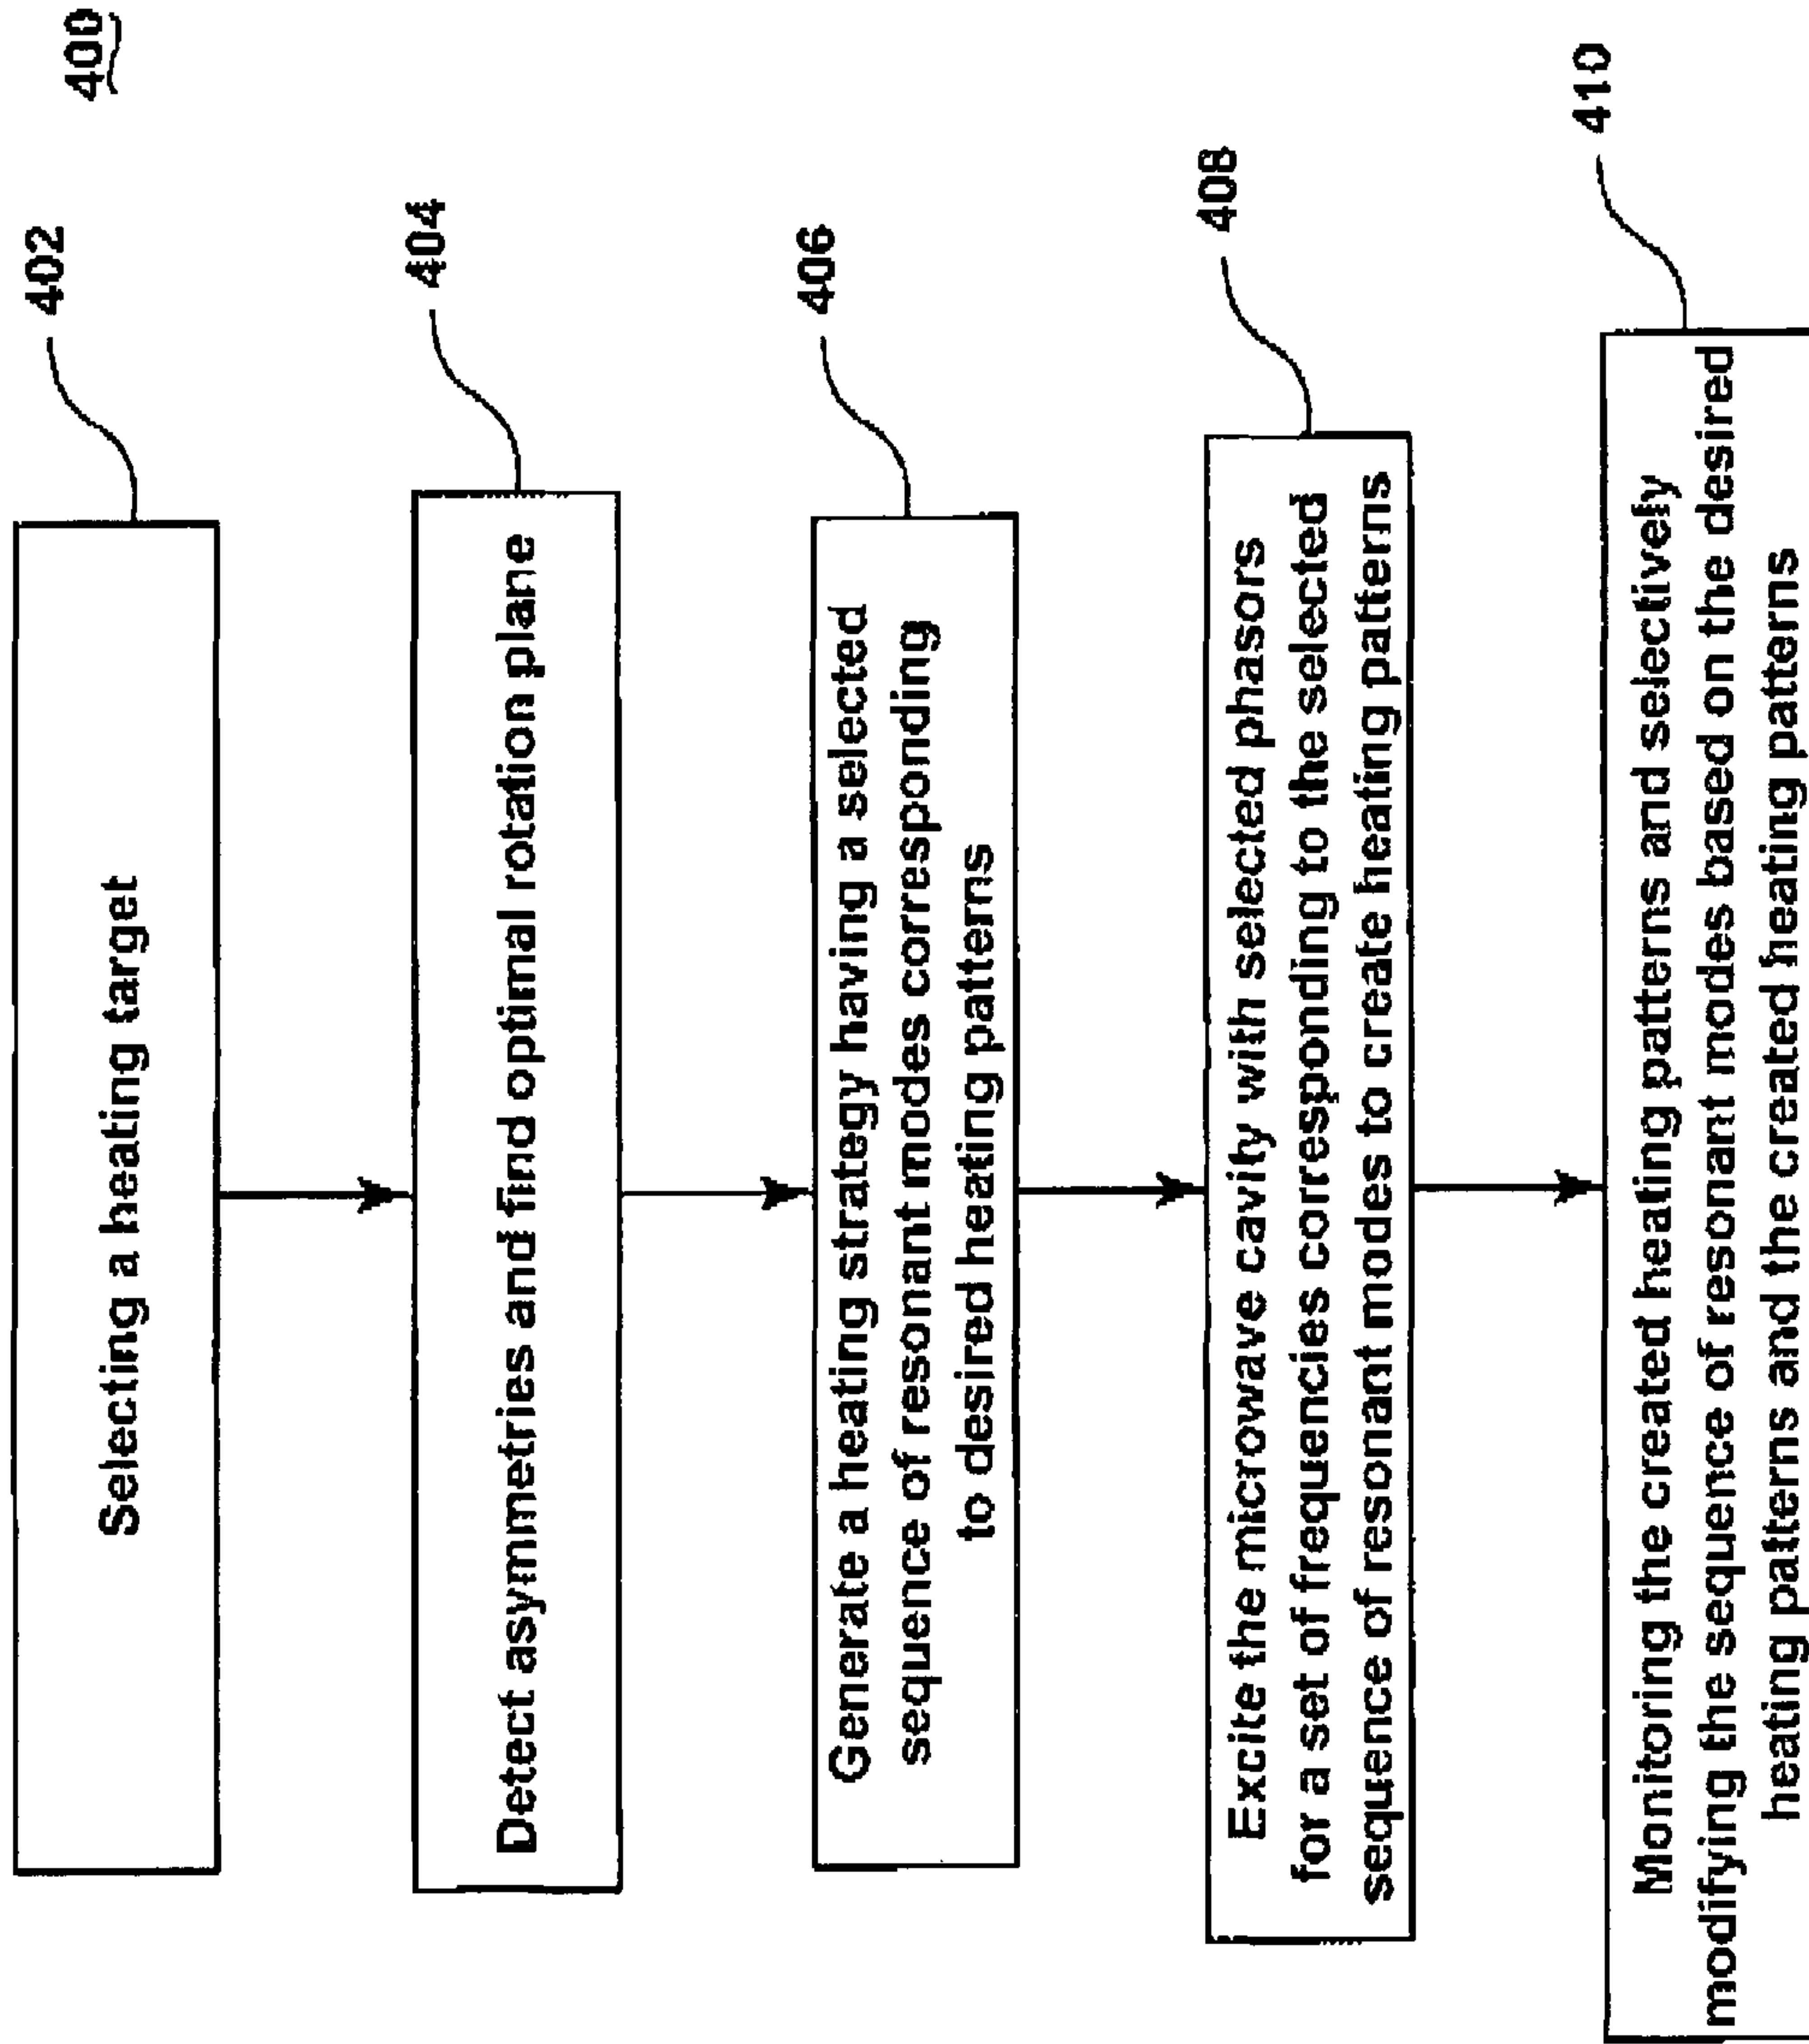 400
402
Selecting a heating target
404
Detect asymmetries and find optimal rotation plane
406
Generate a heating strategy having a selected
sequence of resonant modes corresponding
to desired heating patterns
408
Excite the microwave cavity with selected phasors
for a set of frequencies corresponding to the selected
sequence of resonant modes to create heating patterns
410
Monitoring the created heating patterns and selectively
modifying the sequence of resonant modes based on the desired
heating patterns and the created heating patterns